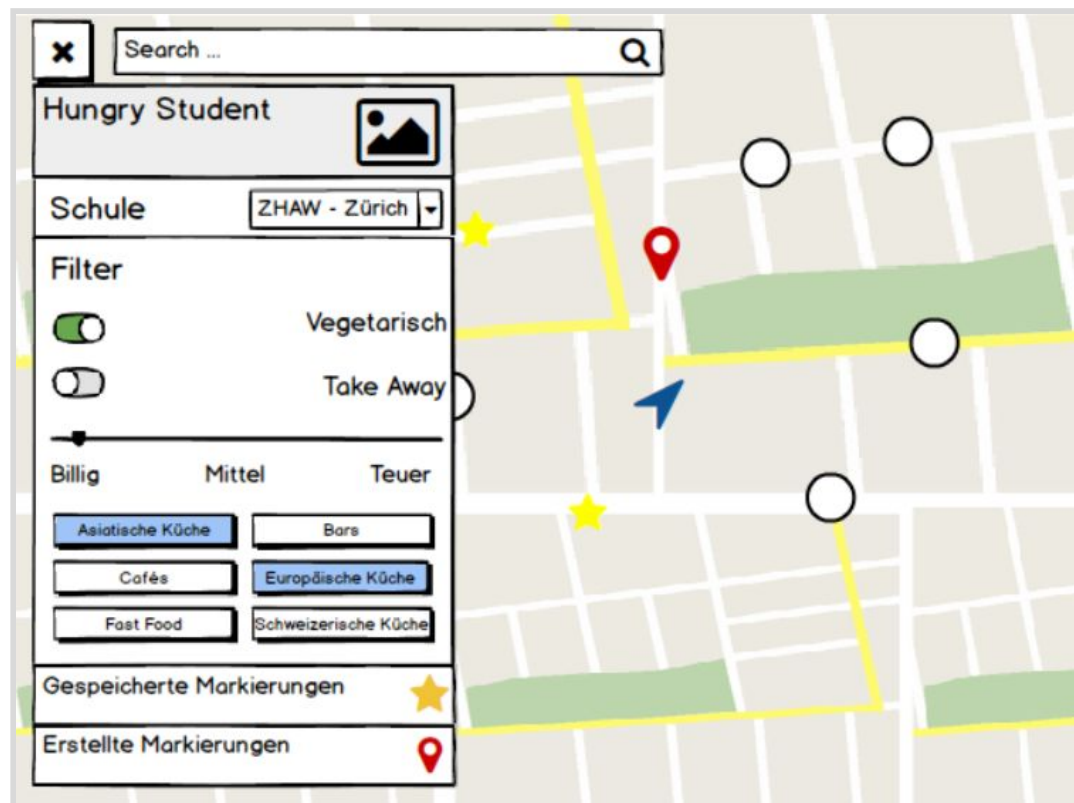 Search ...
Hungry Student
Schule ZHAW - Zürich
Filter
Vegetarisch
Take Away
Billig Mittel Teuer
Asiatische Küche Bars
Cafés Europäische Küche
Fast Food Schweizerische Küche
Gespeicherte Markierungen
Erstellte Markierungen